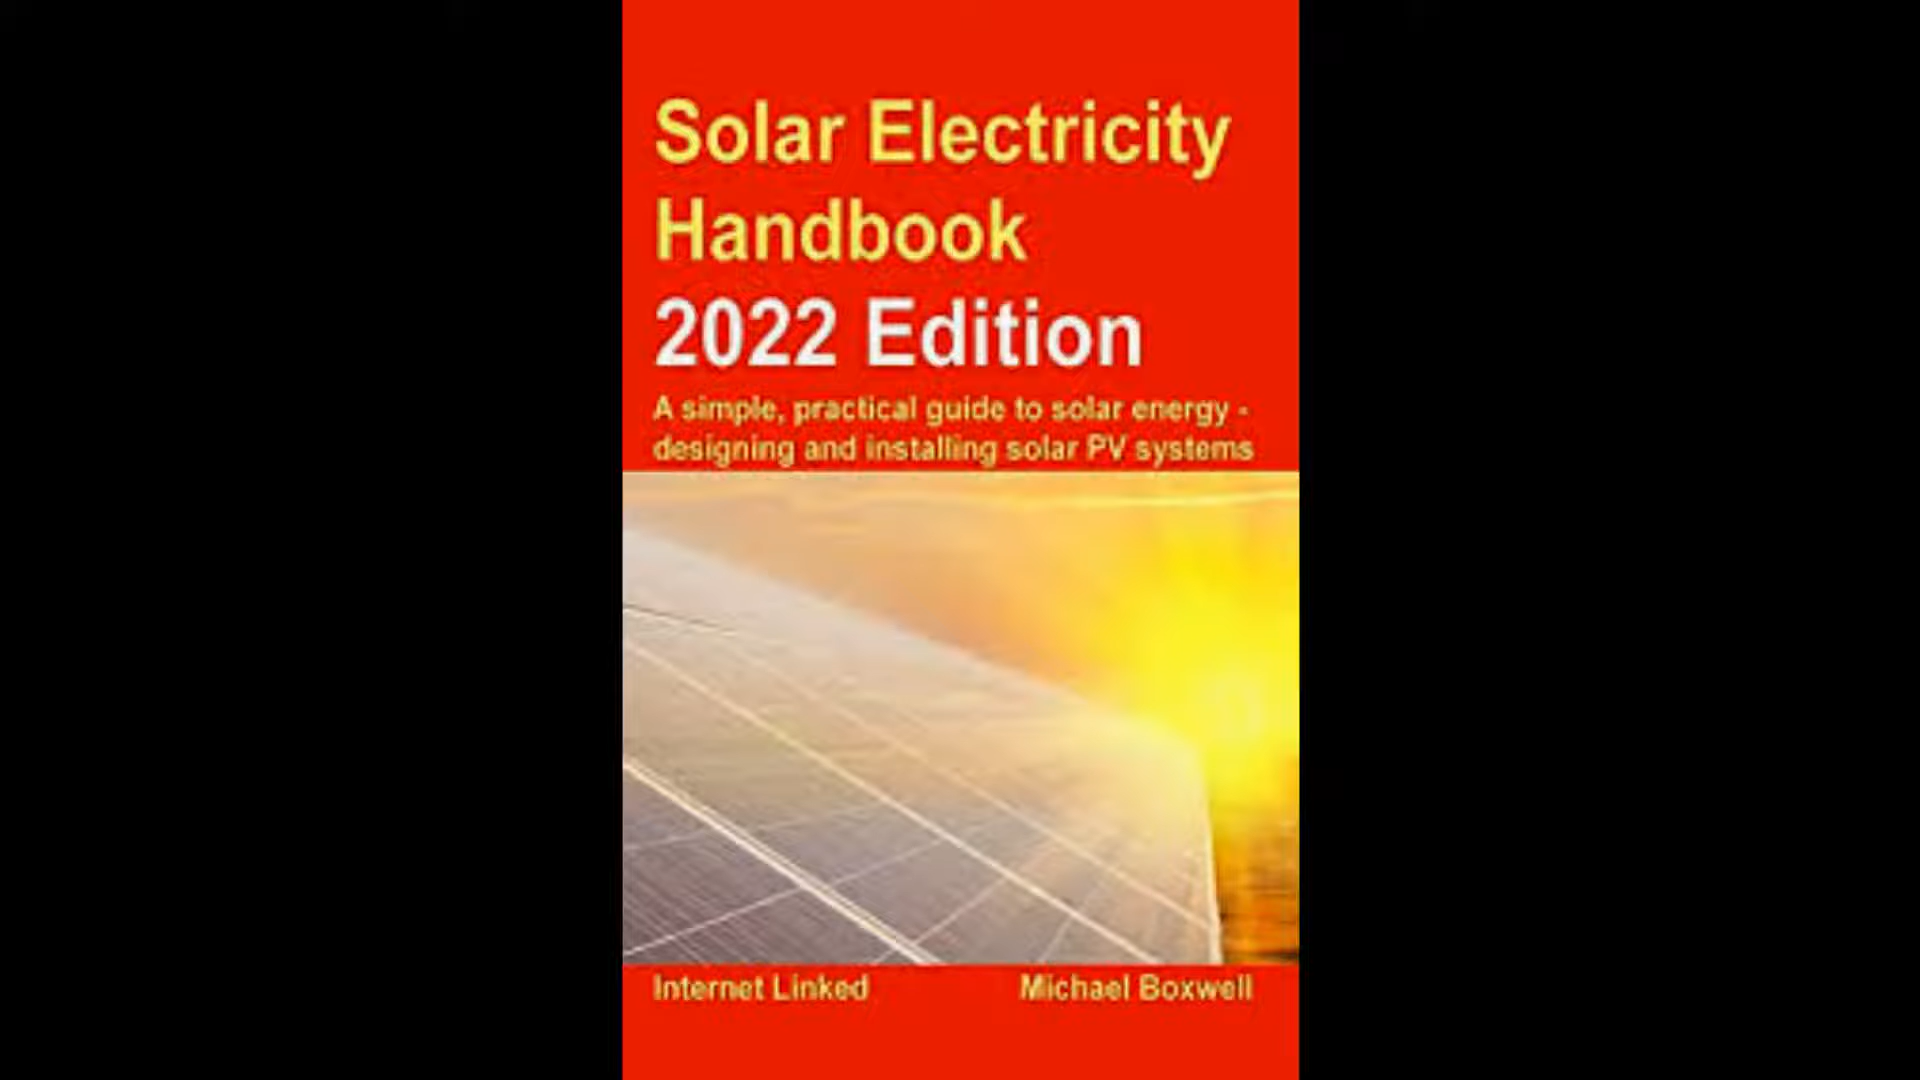 Solar Electricity
Handbook
2022 Edition
A simple, practical guide to solar energy -
designing and installing solar PV systems
Internet Linked
Michael Boxwell